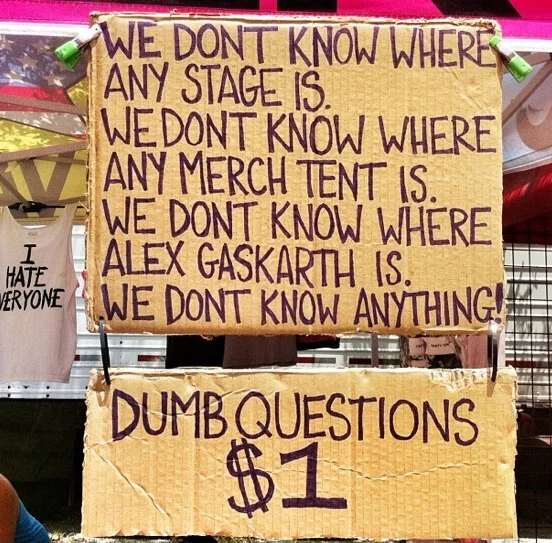 WE DONT KNOW WHERE
ANY STAGE IS.
WE DONT KNOW WHERE
ANY MERCH TENT IS.
WE DONT KNOW WHERE
ALEX GASKARTH IS.
WE DONT KNOW ANYTHING!
I
HATE
VERYONE
DUMB QUESTIONS
$1